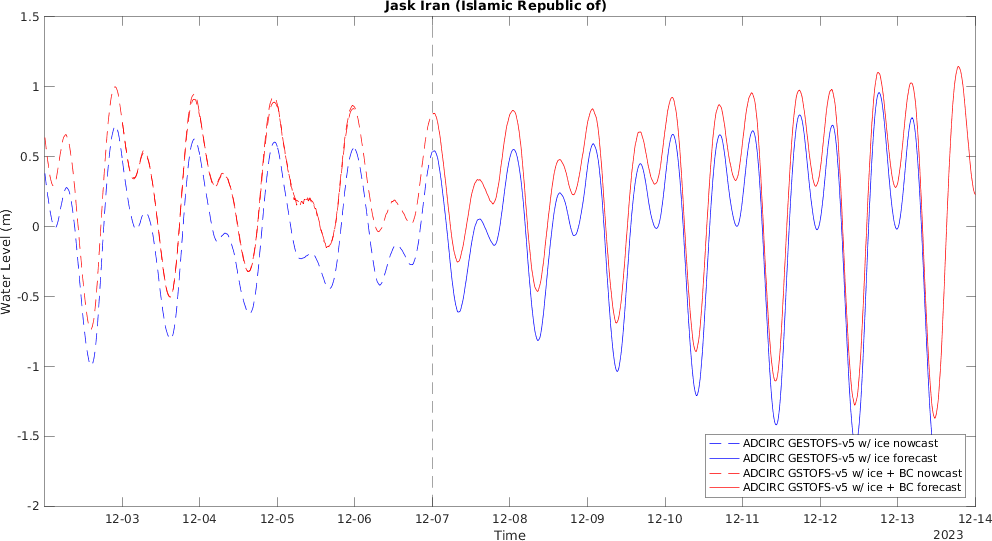 Jask Iran (Islamic Republic of)
1.5
1
0.5
0
-0.5
-1
-1.5
-2
Water Level (m)
ADCIRC GESTOFS-v5 w/ ice nowcast
ADCIRC GESTOFS-v5 w/ ice forecast
ADCIRC GSTOFS-v5 w/ ice + BC nowcast
ADCIRC GSTOFS-v5 w/ ice + BC forecast
12-03 12-04 12-05 12-06 12-07 12-08 12-09 12-10 12-11 12-12 12-13 12-14
Time
2023